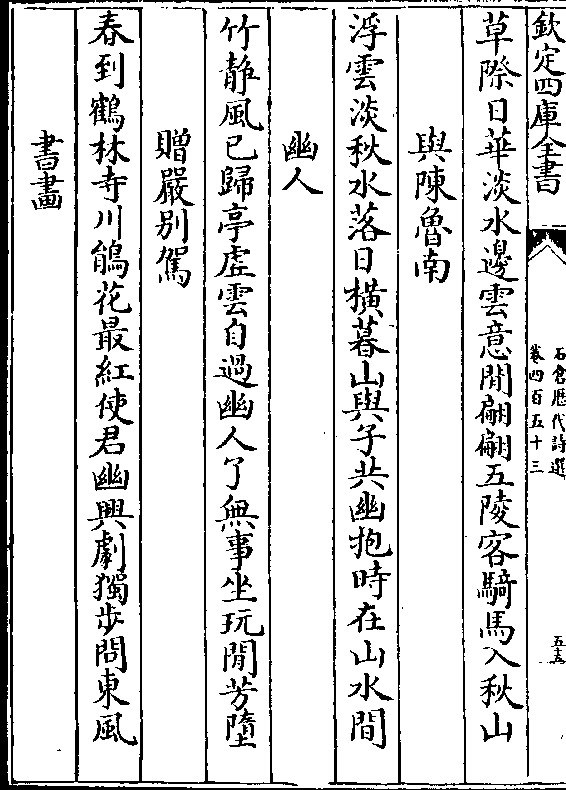 欽定四庫全書
石倉歷代詩選
卷四百五十三
五五
草際日華淡水邊雲意閒翩翩五陵客騎馬入秋山
與陳魯南
浮雲淡秋水落日橫暮山與子共幽抱時在山水間
幽人
竹靜風已歸亭虛雲自過幽人了無事坐玩閒芳墮
贈嚴别駕
春到鶴林寺川鵑花最紅使君幽興劇獨步問東風
書畫